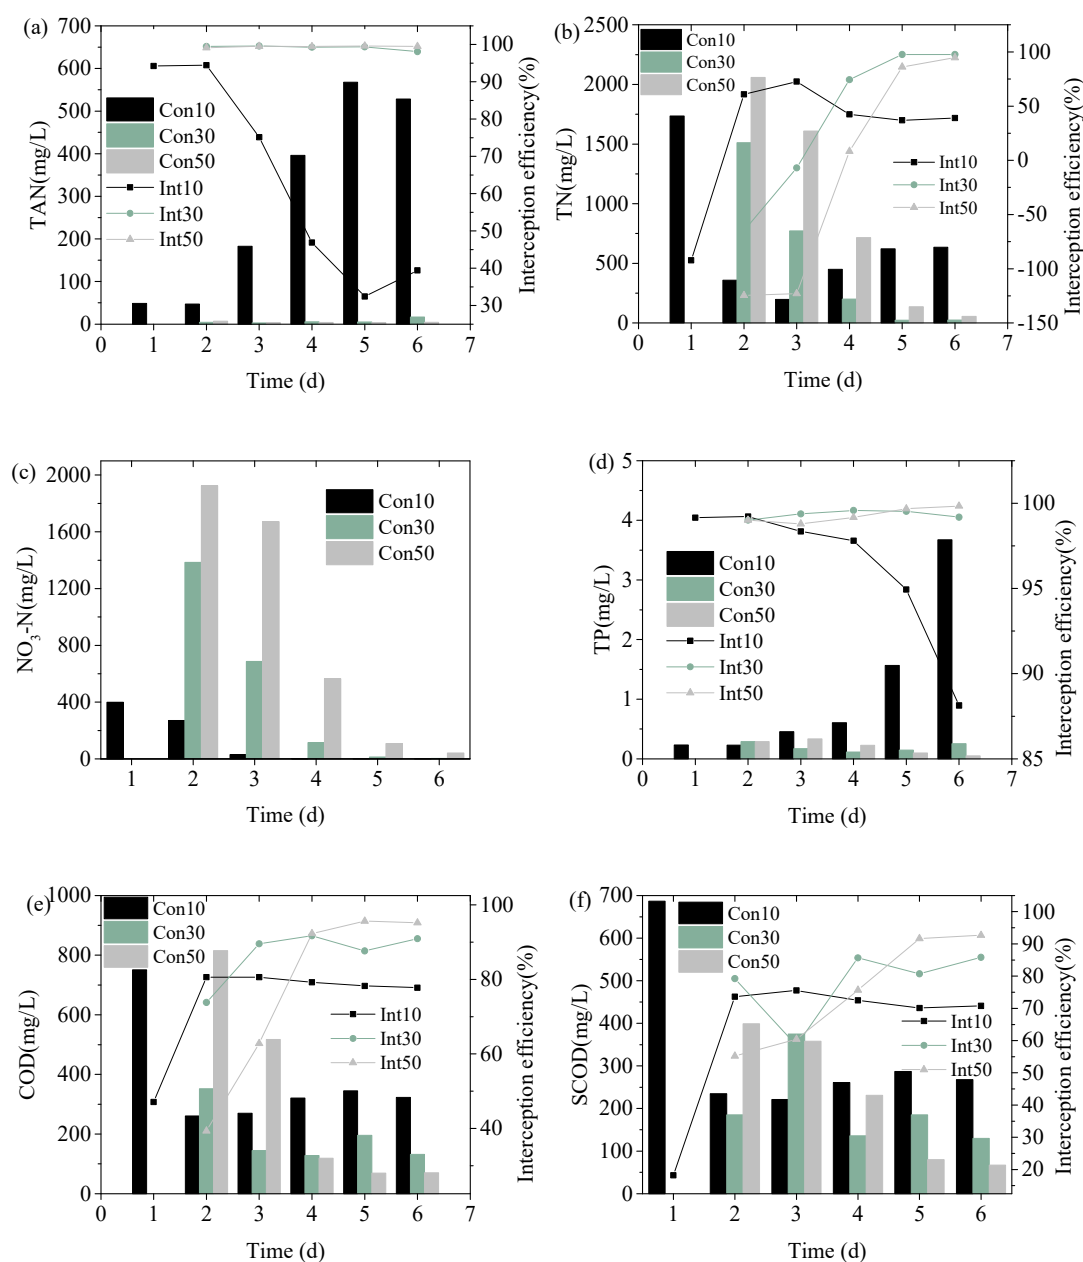 (a)
700
600
500
400
300
200
100
0
TAN(mg/L)
Con10
Con30
Con50
Int10
Int30
Int50
100
90
80
70
60
50
40
30
Interception efficiency(%)
0 1 2 3 4 5 6 7
Time (d)
(b)
2500
2000
1500
1000
500
0
TN(mg/L)
Con10
Con30
Con50
Int10
Int30
Int50
100
50
0
-50
-100
-150
Interception efficiency(%)
0 1 2 3 4 5 6 7
Time (d)
(c)
2000
1600
1200
800
400
0
NO3-N(mg/L)
Con10
Con30
Con50
1 2 3 4 5 6
Time (d)
(d)
5
4
3
2
1
0
TP(mg/L)
Con10
Con30
Con50
Int10
Int30
Int50
100
95
90
85
Interception efficiency(%)
0 1 2 3 4 5 6 7
Time (d)
(e)
1000
800
600
400
200
0
COD(mg/L)
Con10
Con30
Con50
Int10
Int30
Int50
100
80
60
40
Interception efficiency(%)
0 1 2 3 4 5 6 7
Time (d)
(f)
700
600
500
400
300
200
100
0
SCOD(mg/L)
Con10
Con30
Con50
Int10
Int30
Int50
100
90
80
70
60
50
40
30
20
Interception efficiency(%)
1 2 3 4 5 6
Time (d)